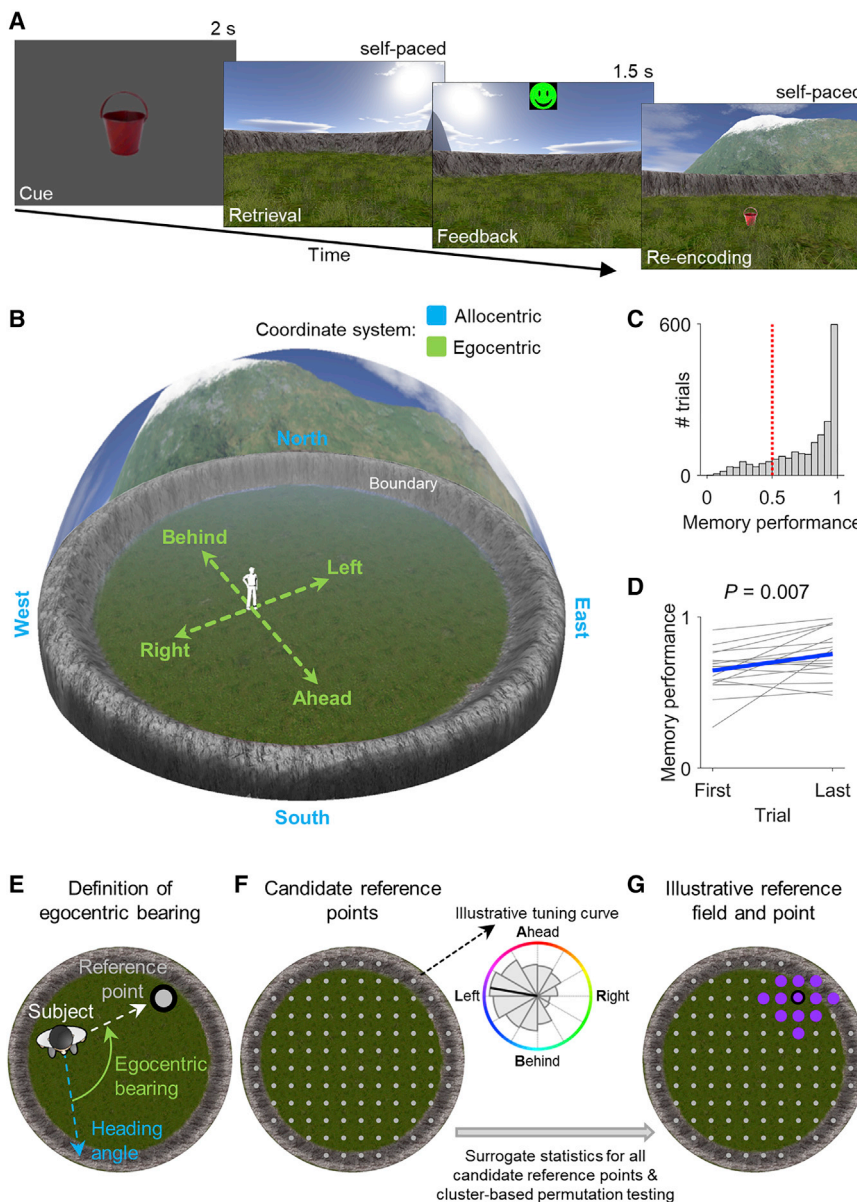 A
2 s
self-paced
1.5 s
self-paced
Cue
Retrieval
Feedback
Re-encoding
Time
B
Coordinate system:
Allocentric
Egocentric
North
Boundary
Behind
Left
West
East
Right
Ahead
South
C
600
# trials
0
0
0.5
1
Memory performance
D
P = 0.007
1
Memory performance
0
First
Last
Trial
E
Definition of
egocentric bearing
Reference
point
Subject
Egocentric
bearing
Heading
angle
F
Candidate reference
points
Illustrative tuning curve
Ahead
Left
Right
Behind
Surrogate statistics for all
candidate reference points &
cluster-based permutation testing
G
Illustrative reference
field and point